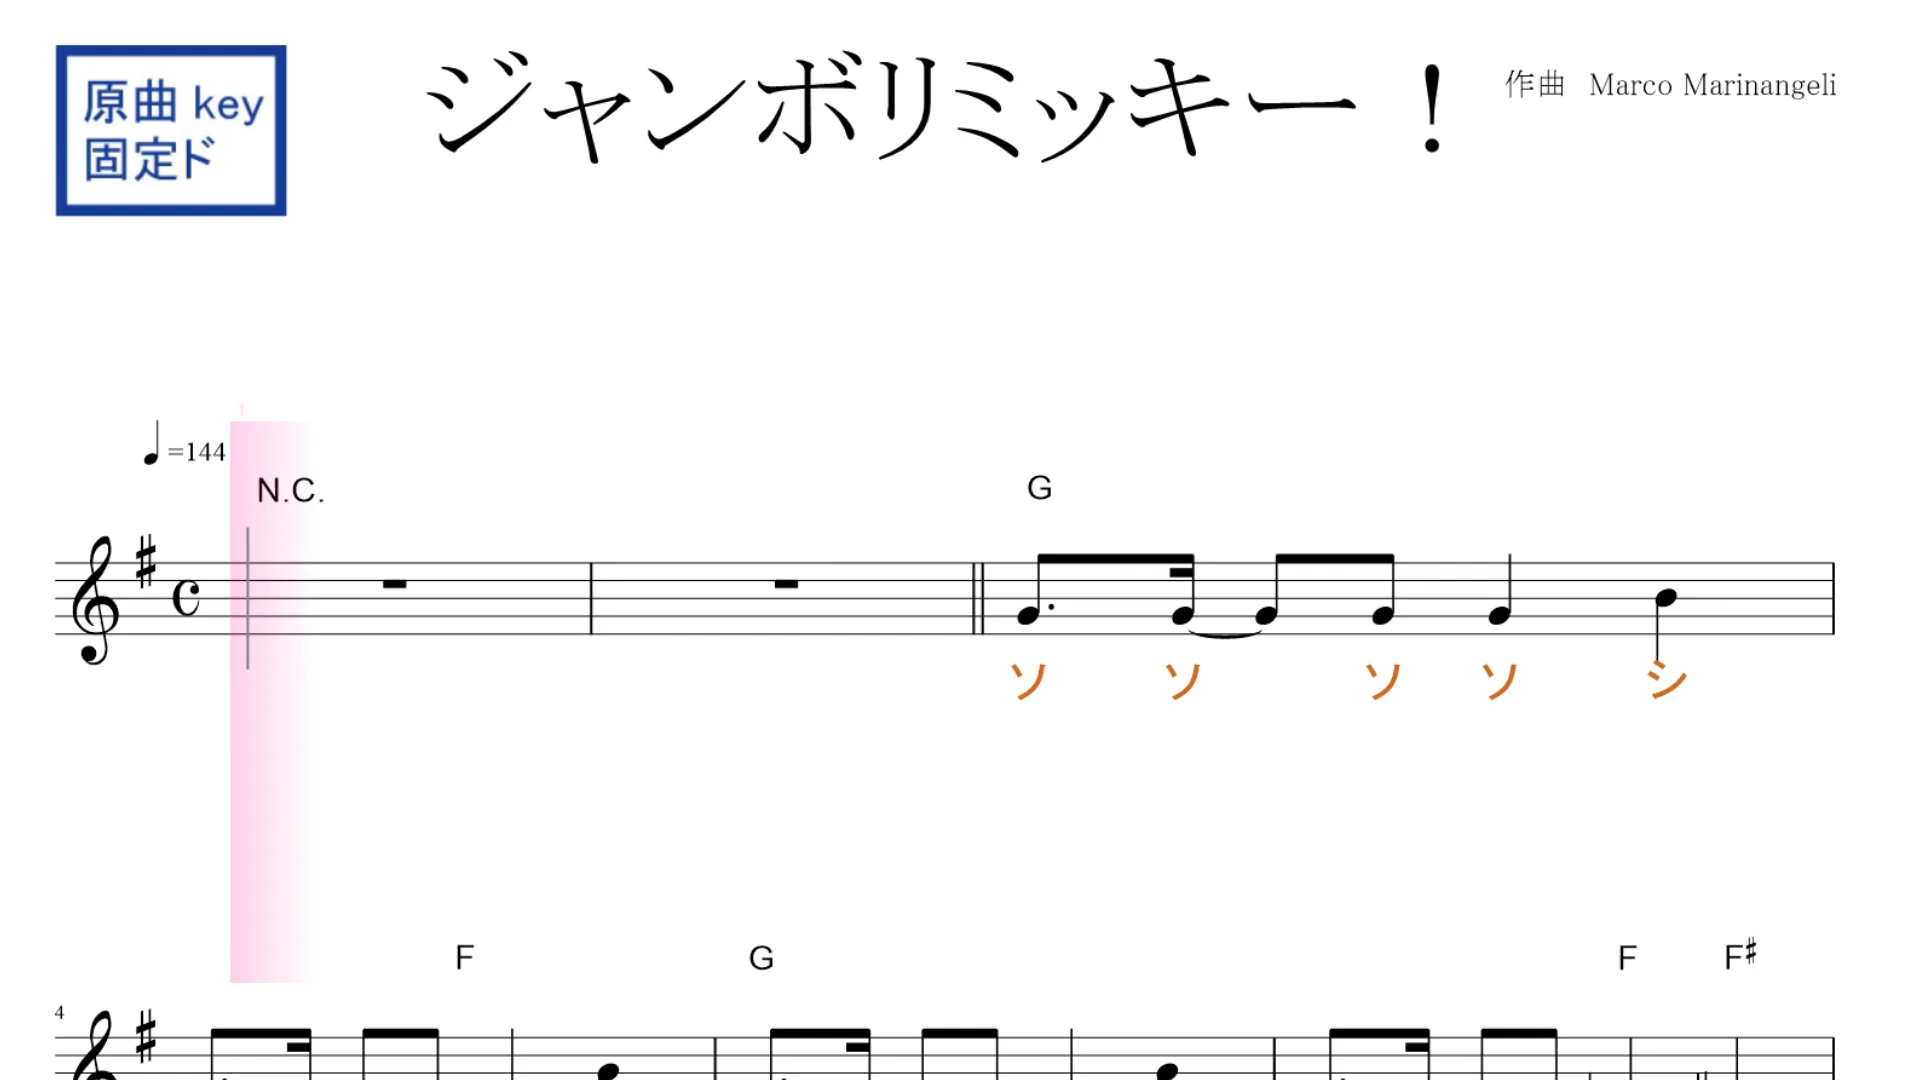 原曲 key
固定ド
ジャンボリミッキー！
作曲 Marco Marinangeli
=144
N.C.
G
ソ ソ ソ ソ シ
F G F F♯
4